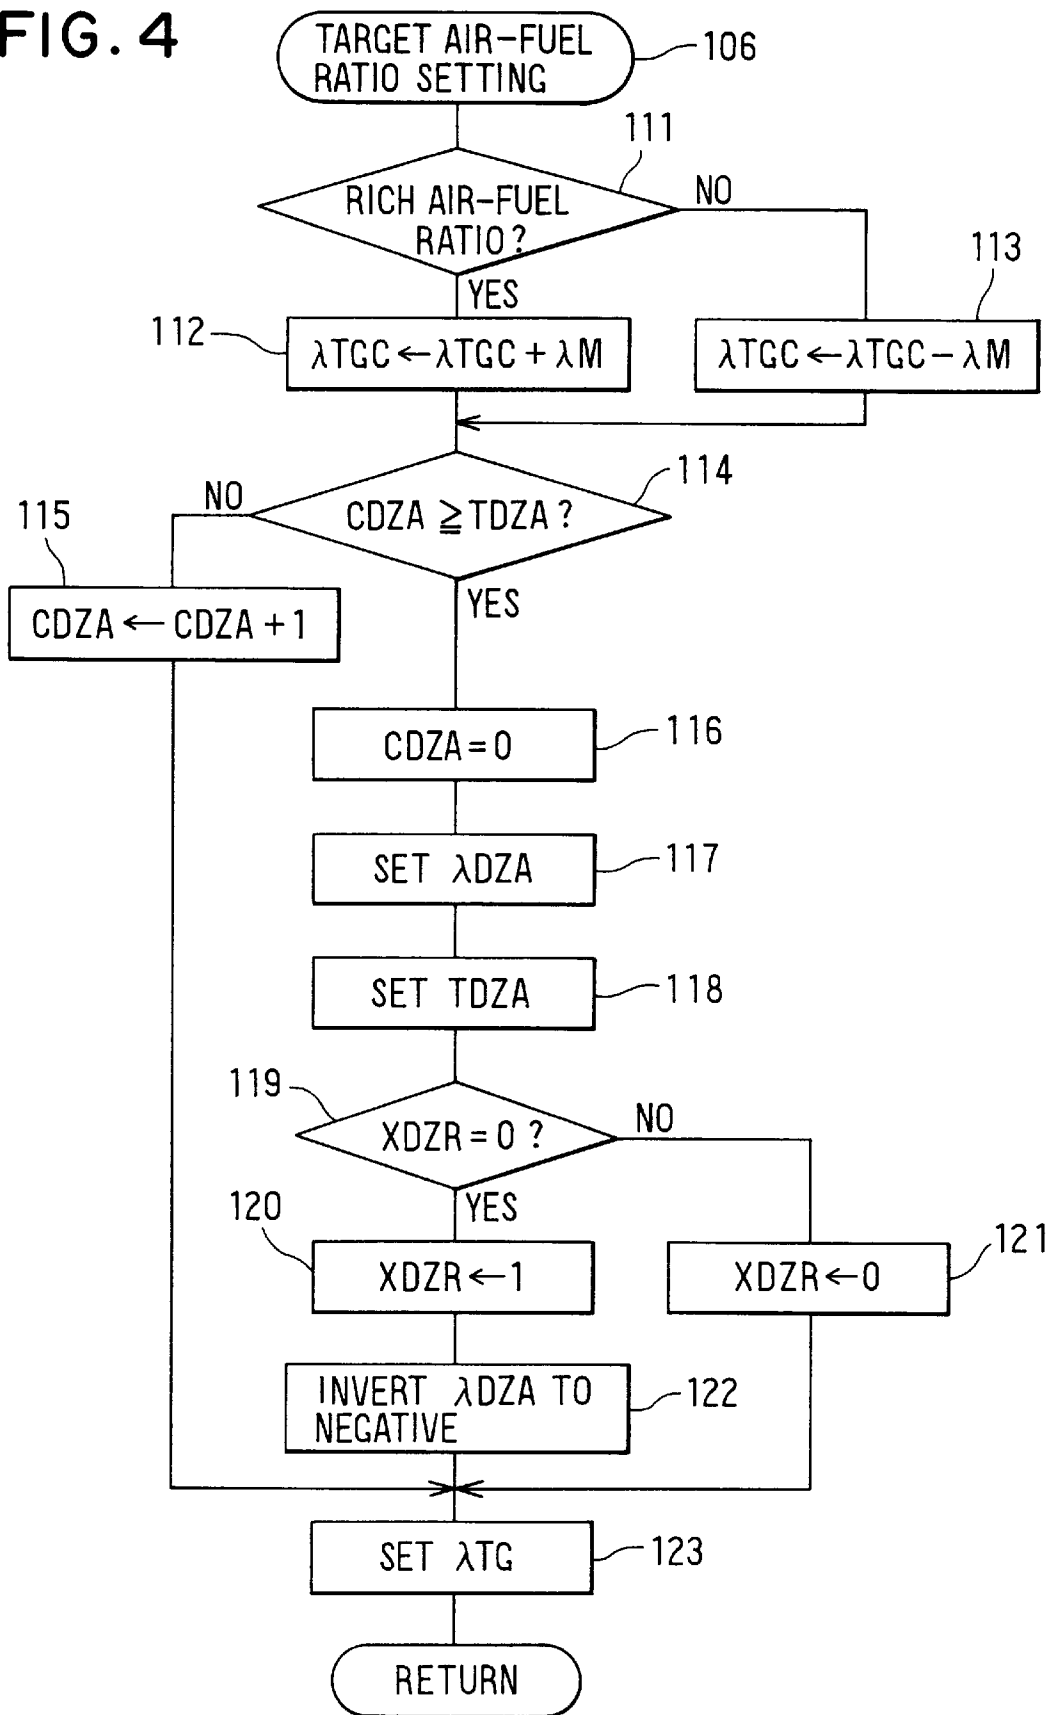 FIG. 4
TARGET AIR-FUEL
RATIO SETTING
106
111
RICH AIR-FUEL
RATIO?
NO
YES
113
112
λTGC←λTGC+λM
λTGC←λTGC-λM
114
NO
CDZA≧TDZA?
115
YES
CDZA←CDZA+1
CDZA=0
116
SET λDZA
117
SET TDZA
118
119
XDZR=0?
NO
YES
120
XDZR←1
XDZR←0
121
INVERT λDZA TO
NEGATIVE
122
SET λTG
123
RETURN